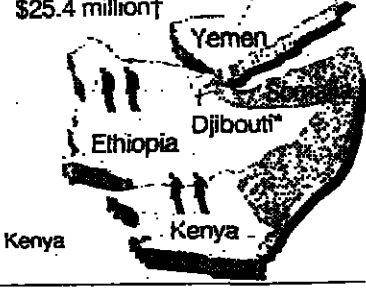 $25.4 million†
Yemen
Somalia
Djibouti*
Ethiopia
Kenya
Kenya